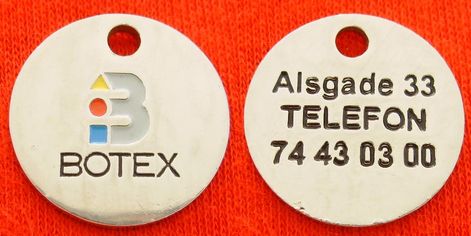 BOTEX
Alsgade 33
TELEFON
74 43 03 00